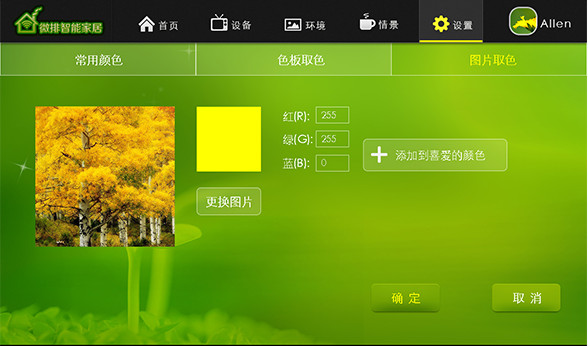 微排智能家居
首页
设备
环境
情景
设置
Allen
常用颜色
色板取色
图片取色
红(R): 255
绿(G): 255
蓝(B): 0
添加到喜爱的颜色
更换图片
确 定
取 消